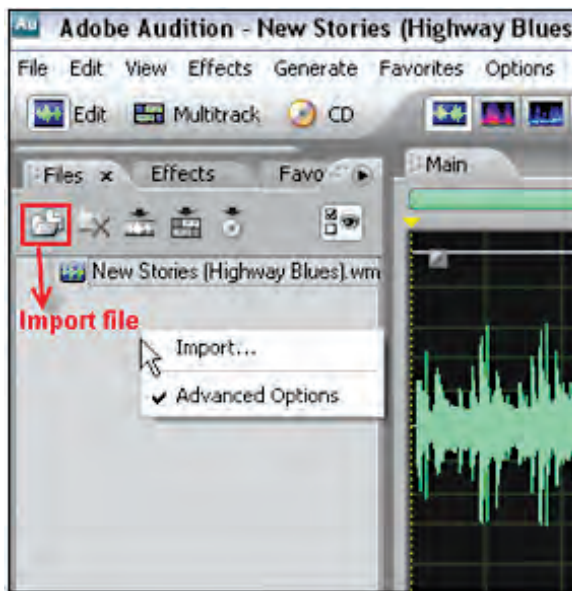 Au Adobe Audition - New Stories (Highway Blues
File Edit View Effects Generate Favorites Options
Edit Multitrack CD
Files x Effects Favo Main
New Stories (Highway Blues).wm
Import file
Import...
Advanced Options